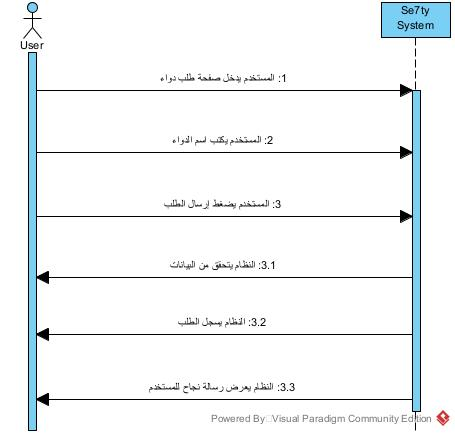 Se7ty
System
User
1: المستخدم يدخل صفحة طلب دواء
2: المستخدم يكتب اسم الدواء
3: المستخدم يضغط إرسال الطلب
3.1: النظام يتحقق من البيانات
3.2: النظام يسجل الطلب
3.3: النظام يعرض رسالة نجاح للمستخدم
Powered By Visual Paradigm Community Edition